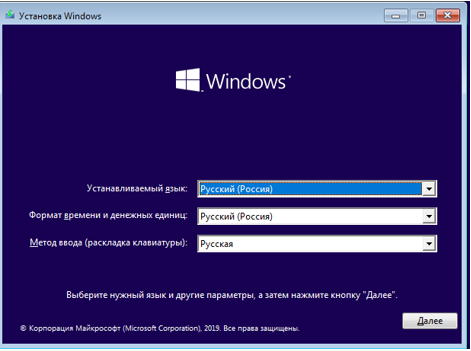 Установка Windows
Windows
Устанавливаемый язык: Русский (Россия)
Формат времени и денежных единиц: Русский (Россия)
Метод ввода (раскладка клавиатуры): Русская
Выберите нужный язык и другие параметры, а затем нажмите кнопку "Далее".
© Корпорация Майкрософт (Microsoft Corporation), 2019. Все права защищены.
Далее